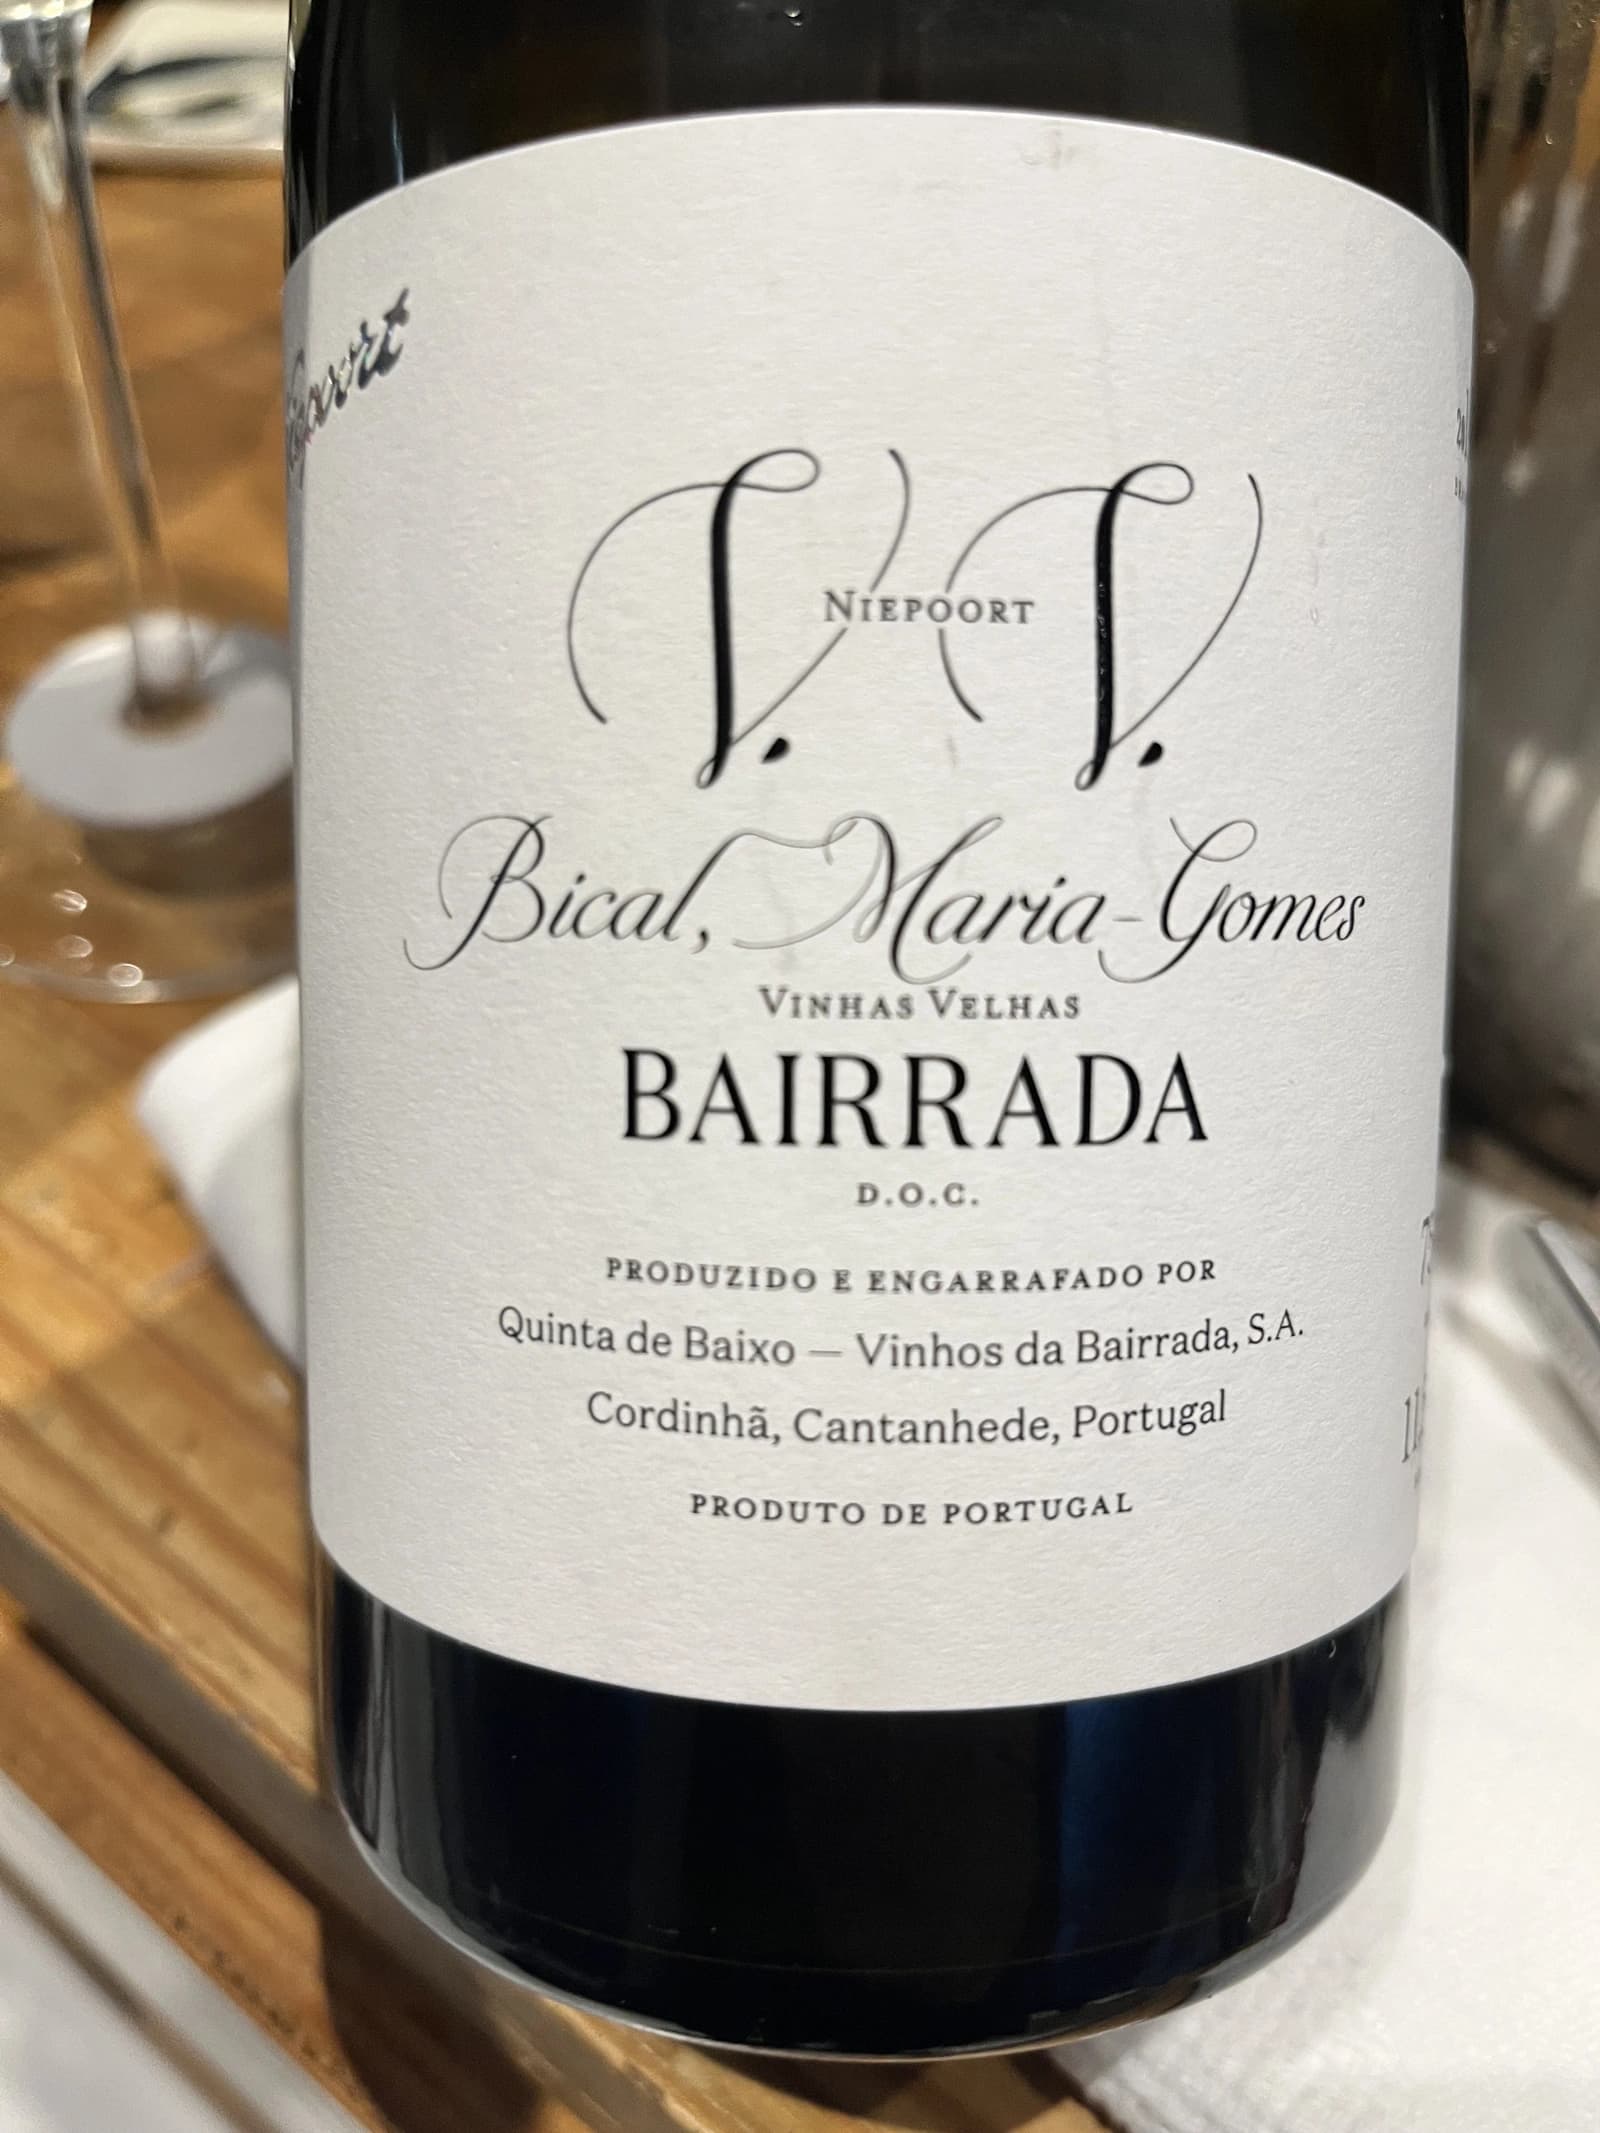 V. V.
NIEPOORT
Bical, Maria-Gomes
VINHAS VELHAS
BAIRRADA
D.O.C.
PRODUZIDO E ENGARRAFADO POR
Quinta de Baixo — Vinhos da Bairrada, S.A.
Cordinhã, Cantanhede, Portugal
PRODUTO DE PORTUGAL